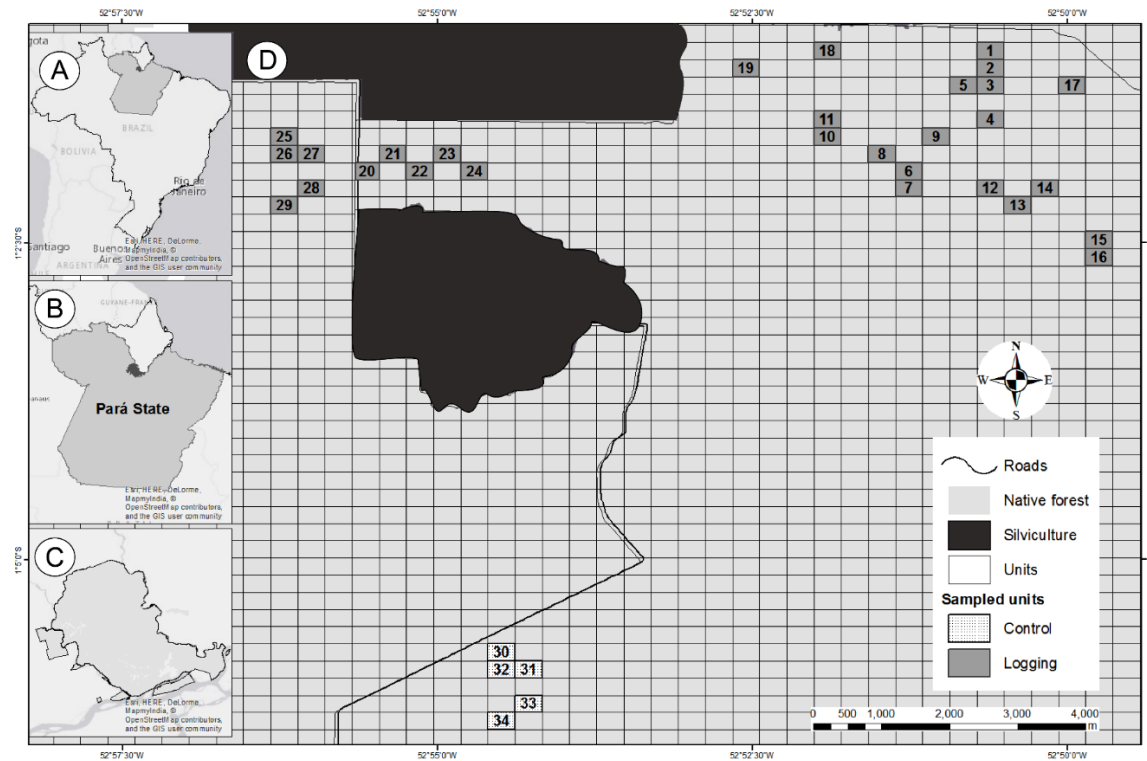 52°57'30"W 52°55'0"W 52°52'30"W 52°50'0"W
A
BRAZIL
BOLIVIA
Rio de
Janeiro
Santiago
Buenos
Aires
ARGENTINA
Esri, HERE, DeLorme,
MapmyIndia, ©
OpenStreetMap contributors,
and the GIS user community
B
Pará State
Esri, HERE, DeLorme,
MapmyIndia, ©
OpenStreetMap contributors,
and the GIS user community
C
Esri, HERE, DeLorme,
MapmyIndia, ©
OpenStreetMap contributors,
and the GIS user community
D
18 1
19 2
5 3 17
11 4
25 10 9
26 27 21 23 8
20 22 24 6
28 7 12 14
29 13
15
16
1°2'30"S
N
W E
S
Roads
Native forest
Silviculture
Units
Sampled units
Control
Logging
1°5'0"S
30
32 31
33
34
0 500 1,000 2,000 3,000 4,000
m
52°57'30"W 52°55'0"W 52°52'30"W 52°50'0"W